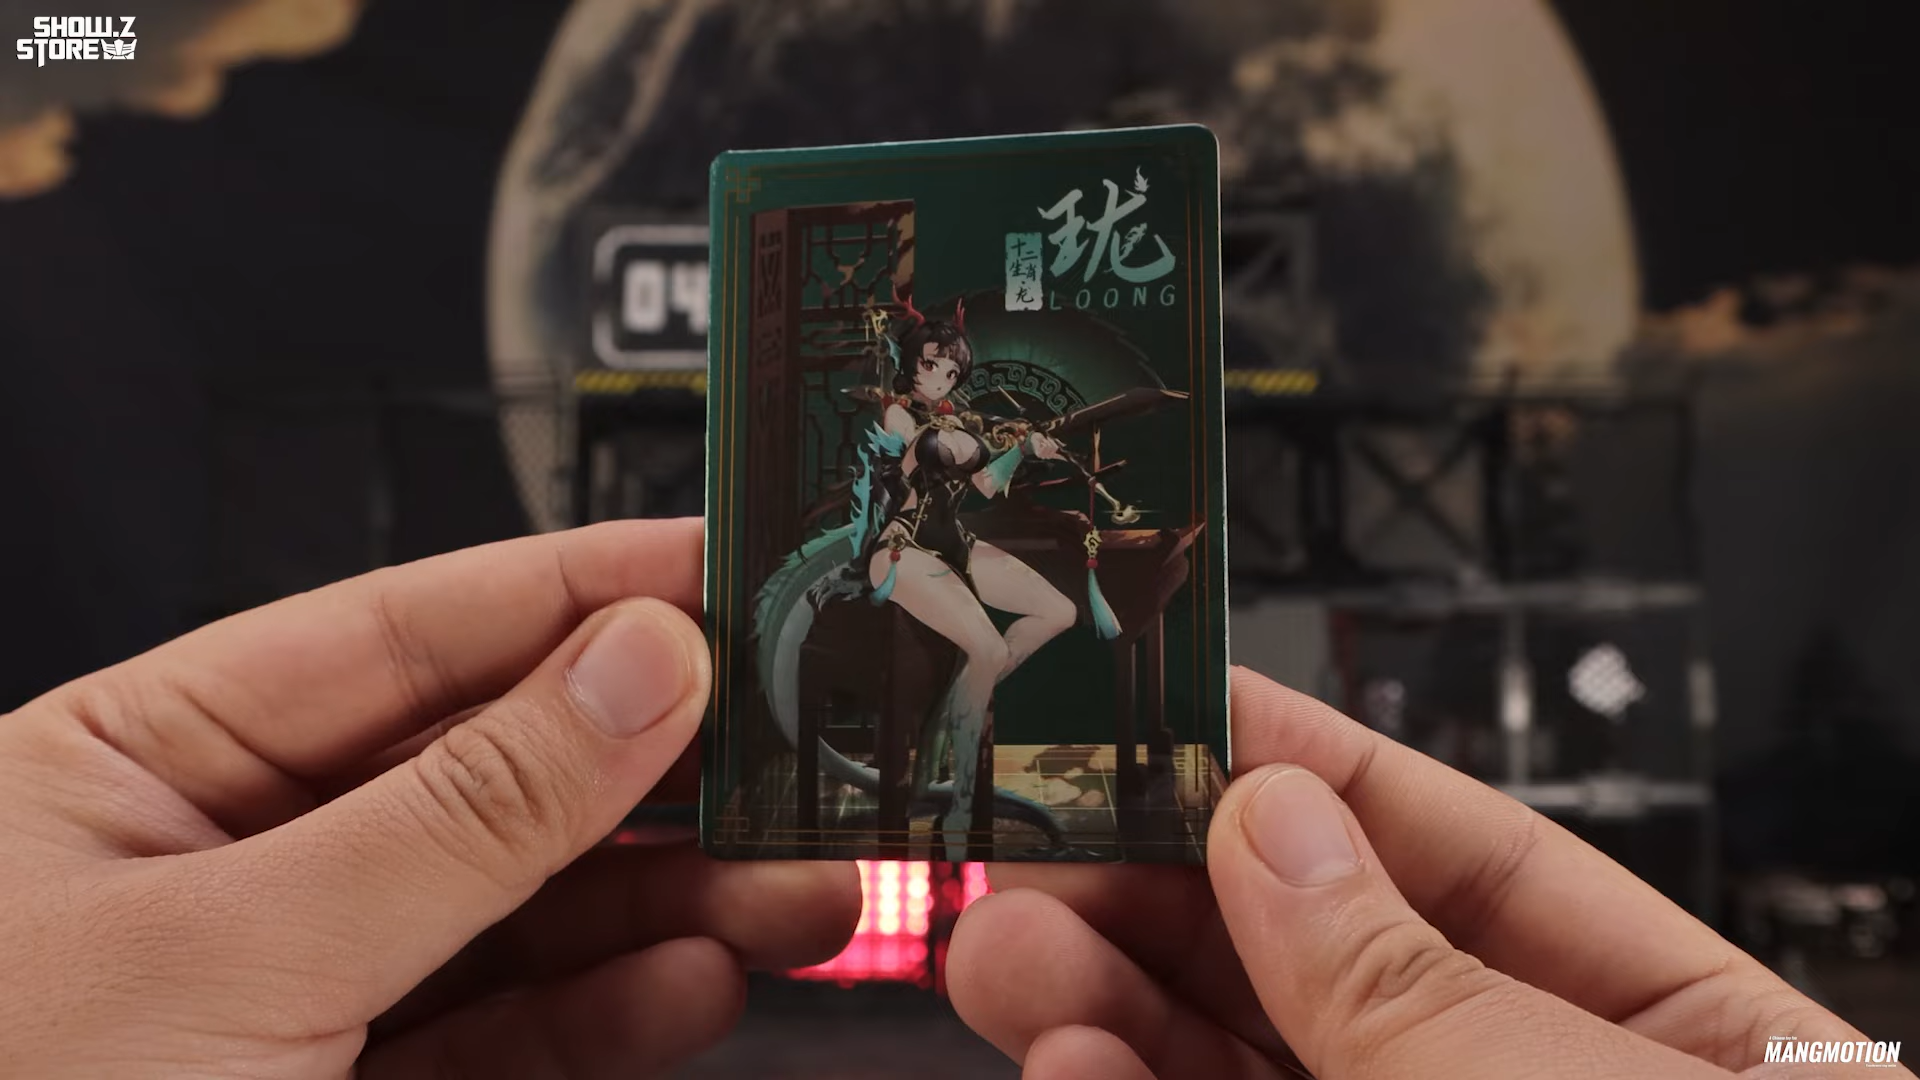 SHOW.Z
STORE
04
珑
十二生肖·龙
LOONG
MANGMOTION